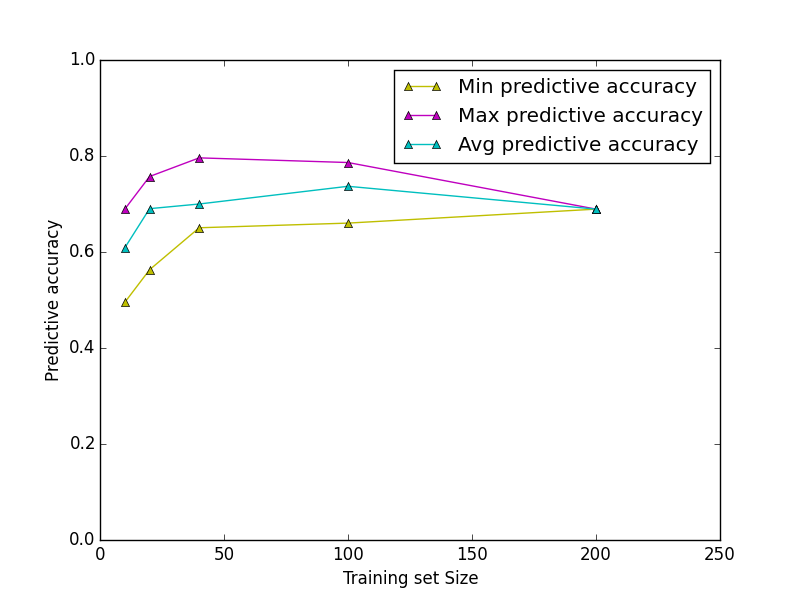 1.0
0.8
0.6
0.4
0.2
0.0
Predictive accuracy
Min predictive accuracy
Max predictive accuracy
Avg predictive accuracy
0 50 100 150 200 250
Training set Size